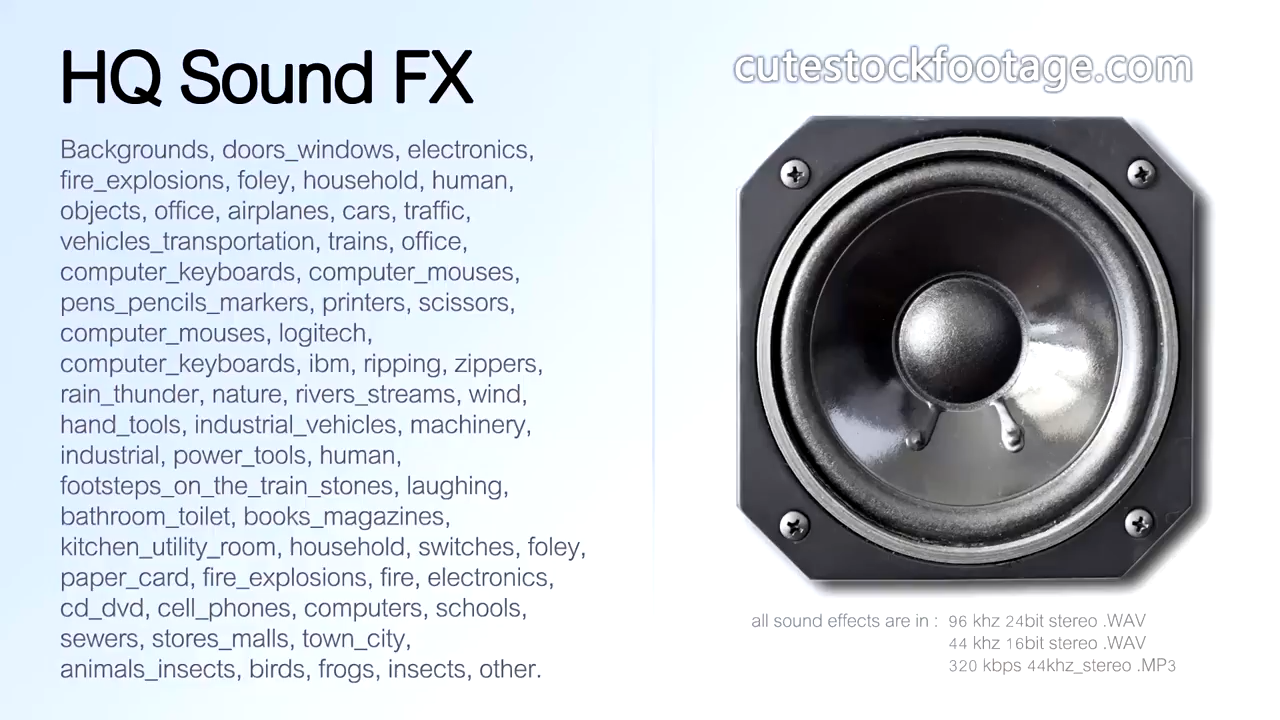 HQ Sound FX
Backgrounds, doors_windows, electronics,
fire_explosions, foley, household, human,
objects, office, airplanes, cars, traffic,
vehicles_transportation, trains, office,
computer_keyboards, computer_mouses,
pens_pencils_markers, printers, scissors,
computer_mouses, logitech,
computer_keyboards, ibm, ripping, zippers,
rain_thunder, nature, rivers_streams, wind,
hand_tools, industrial_vehicles, machinery,
industrial, power_tools, human,
footsteps_on_the_train_stones, laughing,
bathroom_toilet, books_magazines,
kitchen_utility_room, household, switches, foley,
paper_card, fire_explosions, fire, electronics,
cd_dvd, cell_phones, computers, schools,
sewers, stores_malls, town_city,
animals_insects, birds, frogs, insects, other.
cutestockfootage.com
all sound effects are in : 96 khz 24bit stereo .WAV
44 khz 16bit stereo .WAV
320 kbps 44khz_stereo .MP3